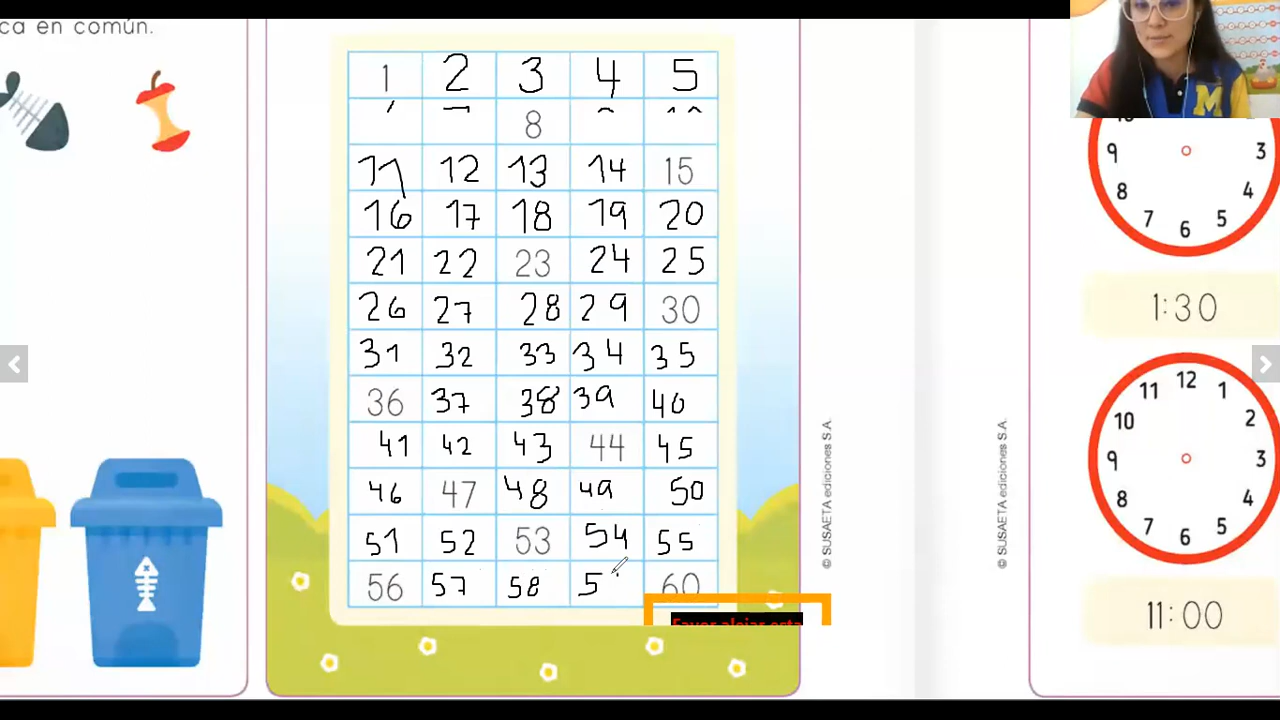 ca en común.
1 2 3 4 5
8
11 12 13 14 15
16 17 18 19 20
21 22 23 24 25
26 27 28 29 30
31 32 33 34 35
36 37 38 39 40
41 42 43 44 45
46 47 48 49 50
51 52 53 54 55
56 57 58 5 60
Favor alejar esta
© SUSAETA ediciones S.A.
© SUSAETA ediciones S.A.
M
9 3
8 4
7 5
6
1:30
12
11 1
10 2
9 3
8 4
7 5
6
11:00